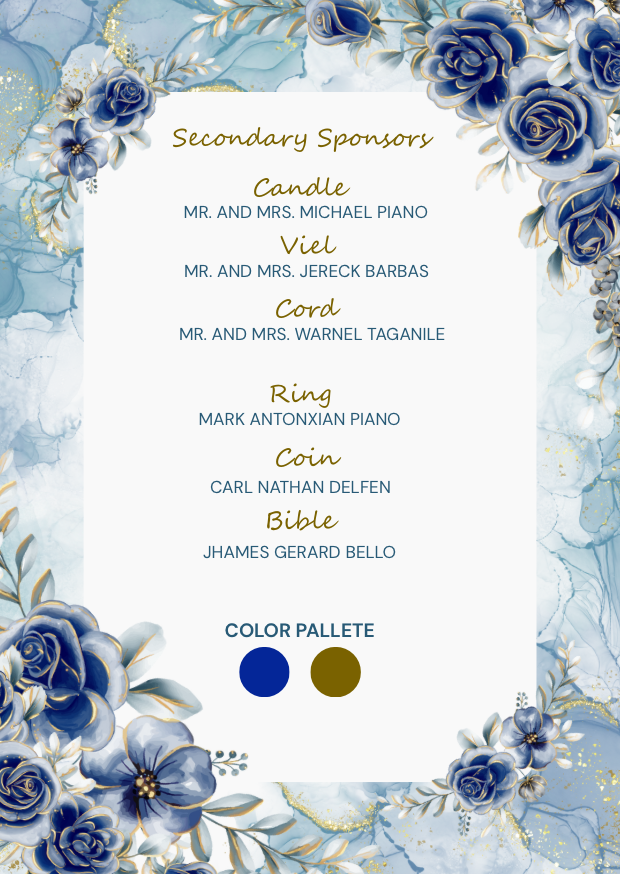 Secondary Sponsors
Candle
MR. AND MRS. MICHAEL PIANO
Viel
MR. AND MRS. JERECK BARBAS
Cord
MR. AND MRS. WARNEL TAGANILE
Ring
MARK ANTONXIAN PIANO
Coin
CARL NATHAN DELFEN
Bible
JHAMES GERARD BELLO
COLOR PALLETE